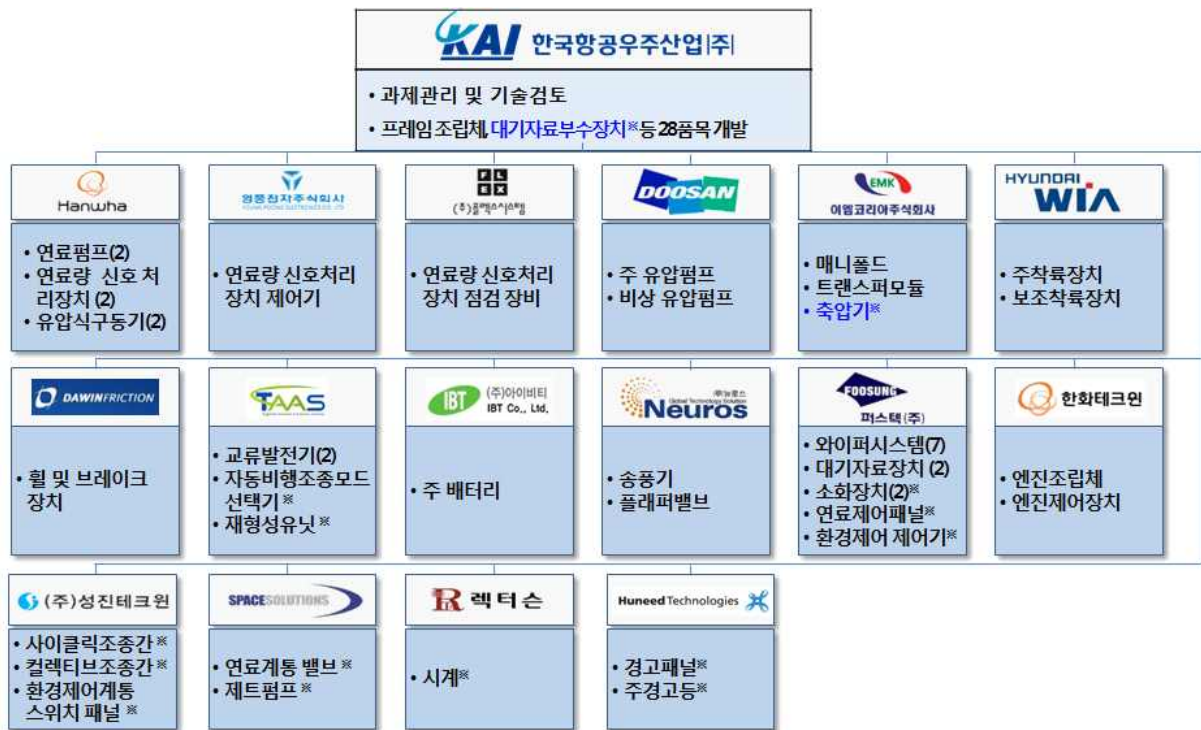 KAI 한국항공우주산업(주)
• 과제관리 및 기술검토
• 프레임조립체, 대기자료부수장치※ 등 28품목 개발
Hanwha
• 연료펌프(2)
• 연료량 신호 처
리장치(2)
• 유압식구동기(2)
영풍전자주식회사
• 연료량 신호처리
장치 제어기
FLEX
(주)플렉스시스템
• 연료량 신호처리
장치 점검 장비
DOOSAN
• 주 유압펌프
• 비상 유압펌프
EMK
이엠코리아주식회사
• 매니폴드
• 트랜스퍼모듈
• 축압기※
HYUNDAI
WIA
• 주착륙장치
• 보조착륙장치
DAWINFRICTION
• 휠 및 브레이크
장치
TAAS
• 교류발전기(2)
• 자동비행조종모드
선택기※
• 재형성유닛※
IBT (주)아이비티
IBT Co., Ltd.
• 주 배터리
(주)뉴로스
Global Technology Solution
Neuros
• 송풍기
• 플래퍼밸브
FOOSUNG
퍼스텍(주)
• 와이퍼시스템(7)
• 대기자료장치(2)
• 소화장치(2)※
• 연료제어패널※
• 환경제어 제어기※
한화테크윈
• 엔진조립체
• 엔진제어장치
(주)성진테크윈
• 사이클릭조종간※
• 컬렉티브조종간※
• 환경제어계통
스위치 패널※
SPACESOLUTIONS
• 연료계통 밸브※
• 제트펌프※
렉터슨
• 시계※
Huneed Technologies
• 경고패널※
• 주경고등※